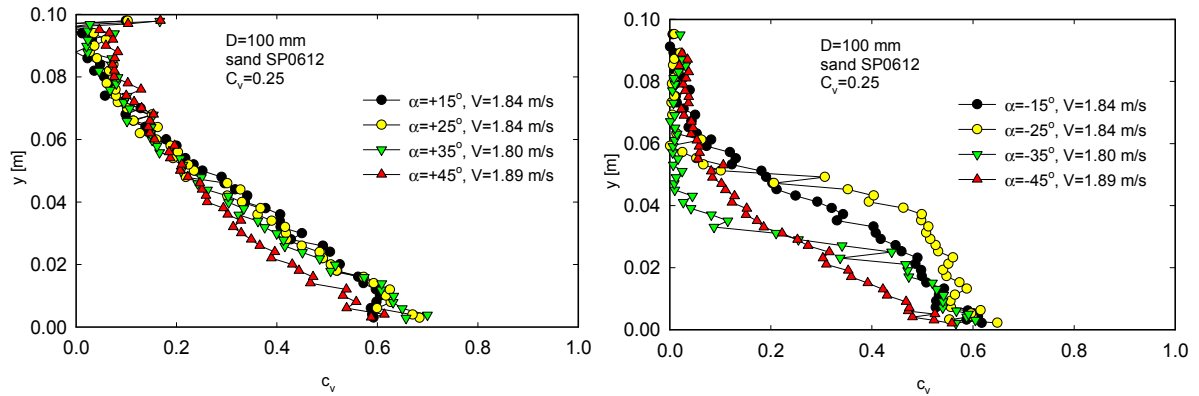 D=100 mm
sand SP0612
Cv=0.25
α=+15°, V=1.84 m/s
α=+25°, V=1.84 m/s
α=+35°, V=1.80 m/s
α=+45°, V=1.89 m/s
y [m]
0.10
0.08
0.06
0.04
0.02
0.00
0.0 0.2 0.4 0.6 0.8 1.0
cv
D=100 mm
sand SP0612
Cv=0.25
α=-15°, V=1.84 m/s
α=-25°, V=1.84 m/s
α=-35°, V=1.80 m/s
α=-45°, V=1.89 m/s
y [m]
0.10
0.08
0.06
0.04
0.02
0.00
0.0 0.2 0.4 0.6 0.8 1.0
cv